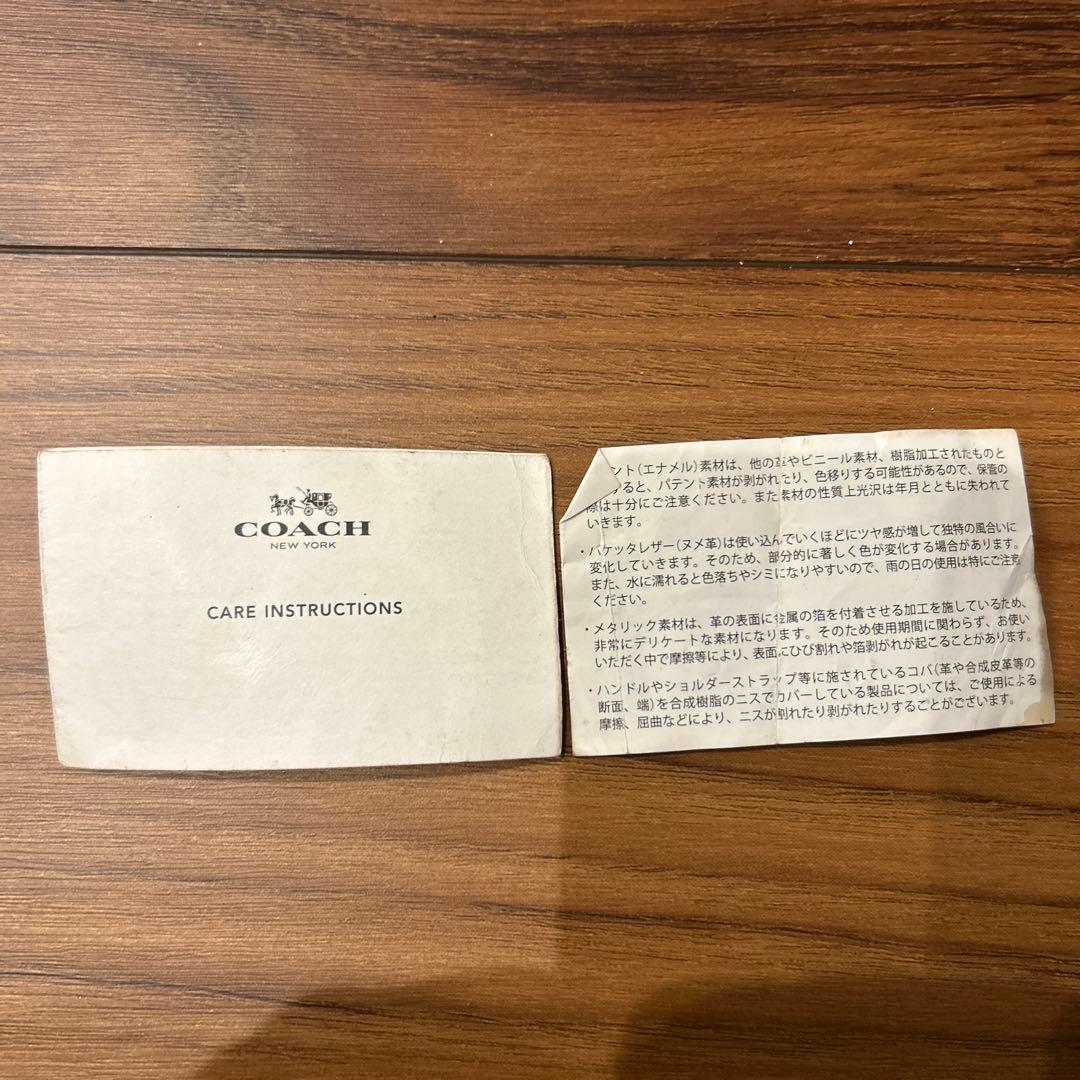 COACH
NEW YORK
CARE INSTRUCTIONS
ント(エナメル)素材は、他の革やビニール素材、樹脂加工されたものと
すると、パテント素材が剥がれたり、色移りする可能性があるので、保管の
際は十分にご注意ください。また素材の性質上光沢は年月とともに失われて
いきます。
・バケッタレザー(ヌメ革)は使い込んでいくほどにツヤ感が増して独特の風合いに
変化していきます。そのため、部分的に著しく色が変化する場合があります。
また、水に濡れると色落ちやシミになりやすいので、雨の日の使用は特にご注意
ください。
・メタリック素材は、革の表面に金属の箔を付着させる加工を施しているため、
非常にデリケートな素材になります。そのため使用期間に関わらず、お使い
いただく中で摩擦等により、表面にひび割れや箔剥がれが起こることがあります。
・ハンドルやショルダーストラップ等に施されているコバ(革や合成皮革等の
断面、端)を合成樹脂のニスでカバーしている製品については、ご使用による
摩擦、屈曲などにより、ニスが割れたり剥がれたりすることがございます。